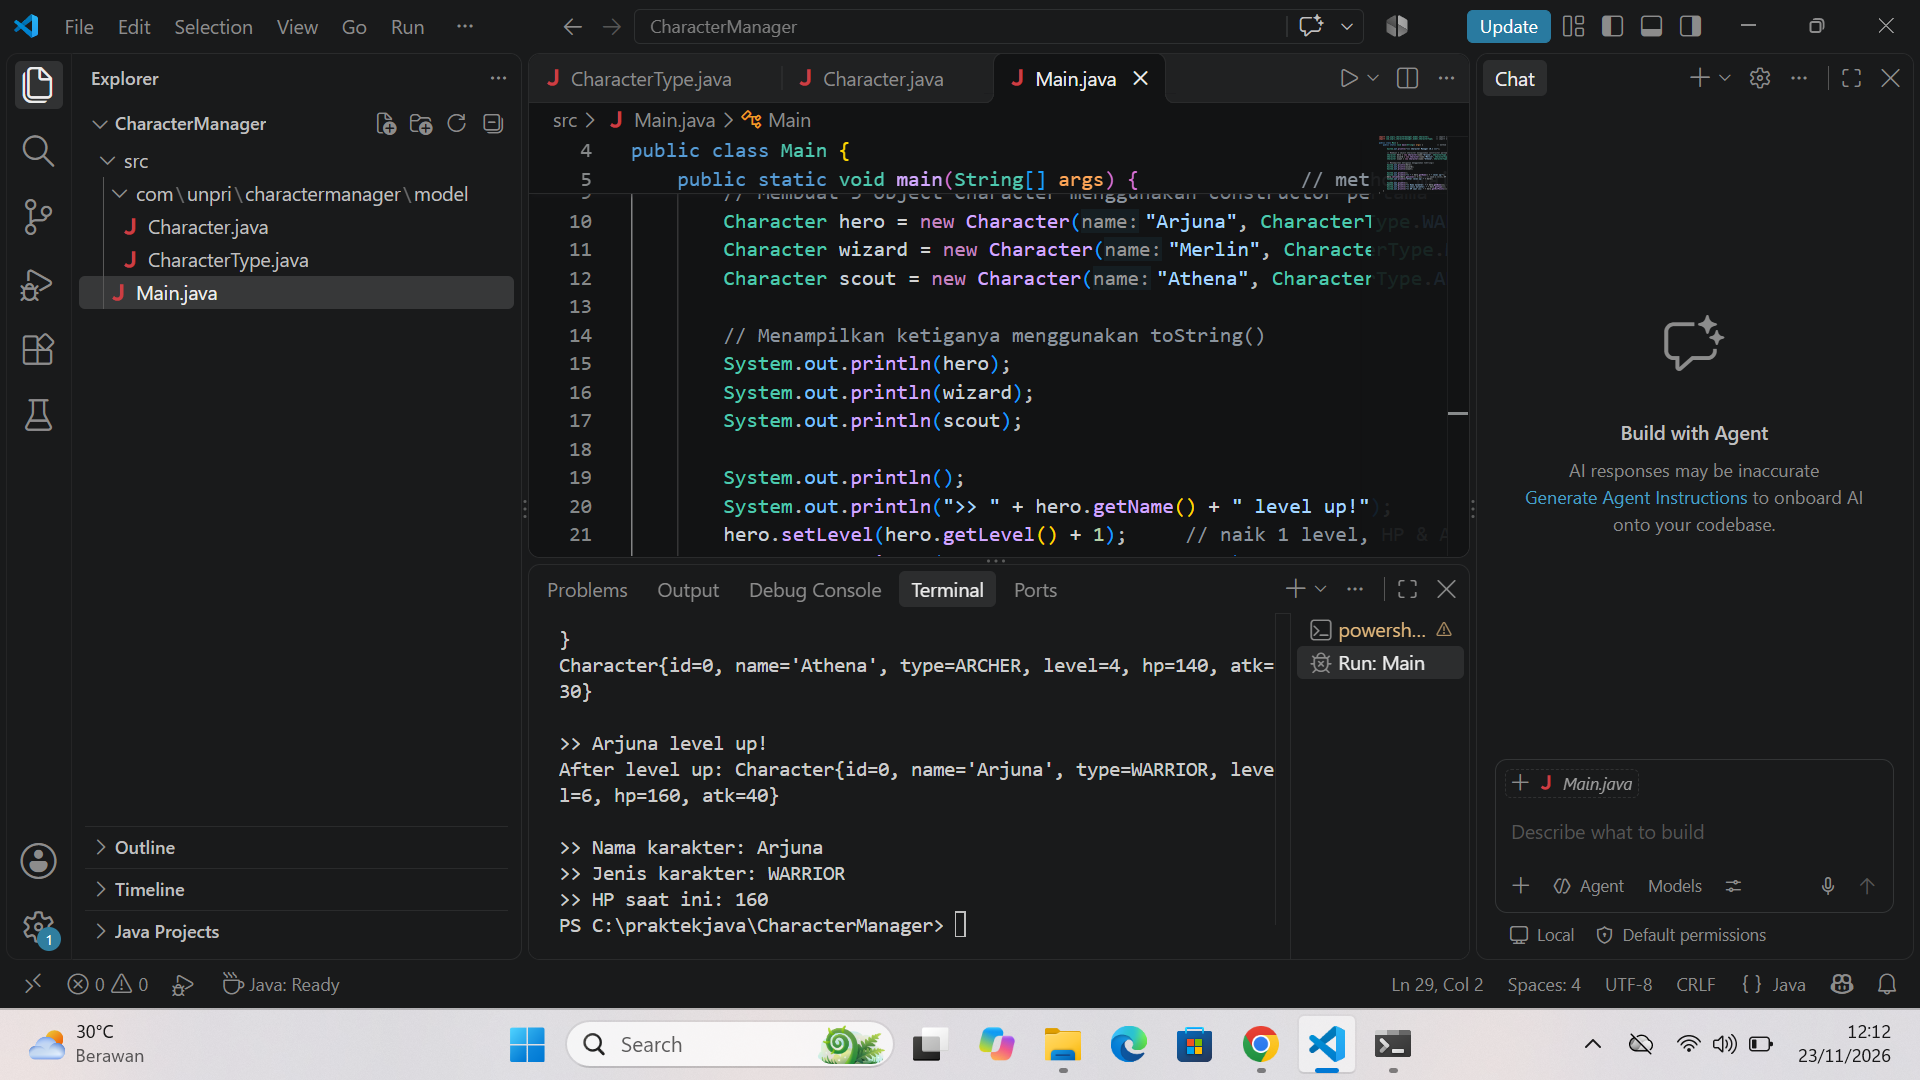 File Edit Selection View Go Run ···
CharacterManager
Update
Explorer
CharacterManager
src
com\unpri\charactermanager\model
Character.java
CharacterType.java
Main.java
Outline
Timeline
Java Projects
CharacterType.java Character.java Main.java
src > Main.java > Main
4 public class Main {
5 public static void main(String[] args) { // meth
10 Character hero = new Character(name: "Arjuna", CharacterType.WA
11 Character wizard = new Character(name: "Merlin", CharacterType.
12 Character scout = new Character(name: "Athena", CharacterType.A
13
14 // Menampilkan ketiganya menggunakan toString()
15 System.out.println(hero);
16 System.out.println(wizard);
17 System.out.println(scout);
18
19 System.out.println();
20 System.out.println(">> " + hero.getName() + " level up!");
21 hero.setLevel(hero.getLevel() + 1); // naik 1 level, HP & A
Problems Output Debug Console Terminal Ports
}
Character{id=0, name='Athena', type=ARCHER, level=4, hp=140, atk=
30}
>> Arjuna level up!
After level up: Character{id=0, name='Arjuna', type=WARRIOR, leve
l=6, hp=160, atk=40}
>> Nama karakter: Arjuna
>> Jenis karakter: WARRIOR
>> HP saat ini: 160
PS C:\praktekjava\CharacterManager>
powersh...
Run: Main
Chat
Build with Agent
AI responses may be inaccurate
Generate Agent Instructions to onboard AI
onto your codebase.
Main.java
Describe what to build
Agent Models
Local Default permissions
1
0 0 Java: Ready
Ln 29, Col 2 Spaces: 4 UTF-8 CRLF {} Java
30°C
Berawan
Search
12:12
23/11/2026